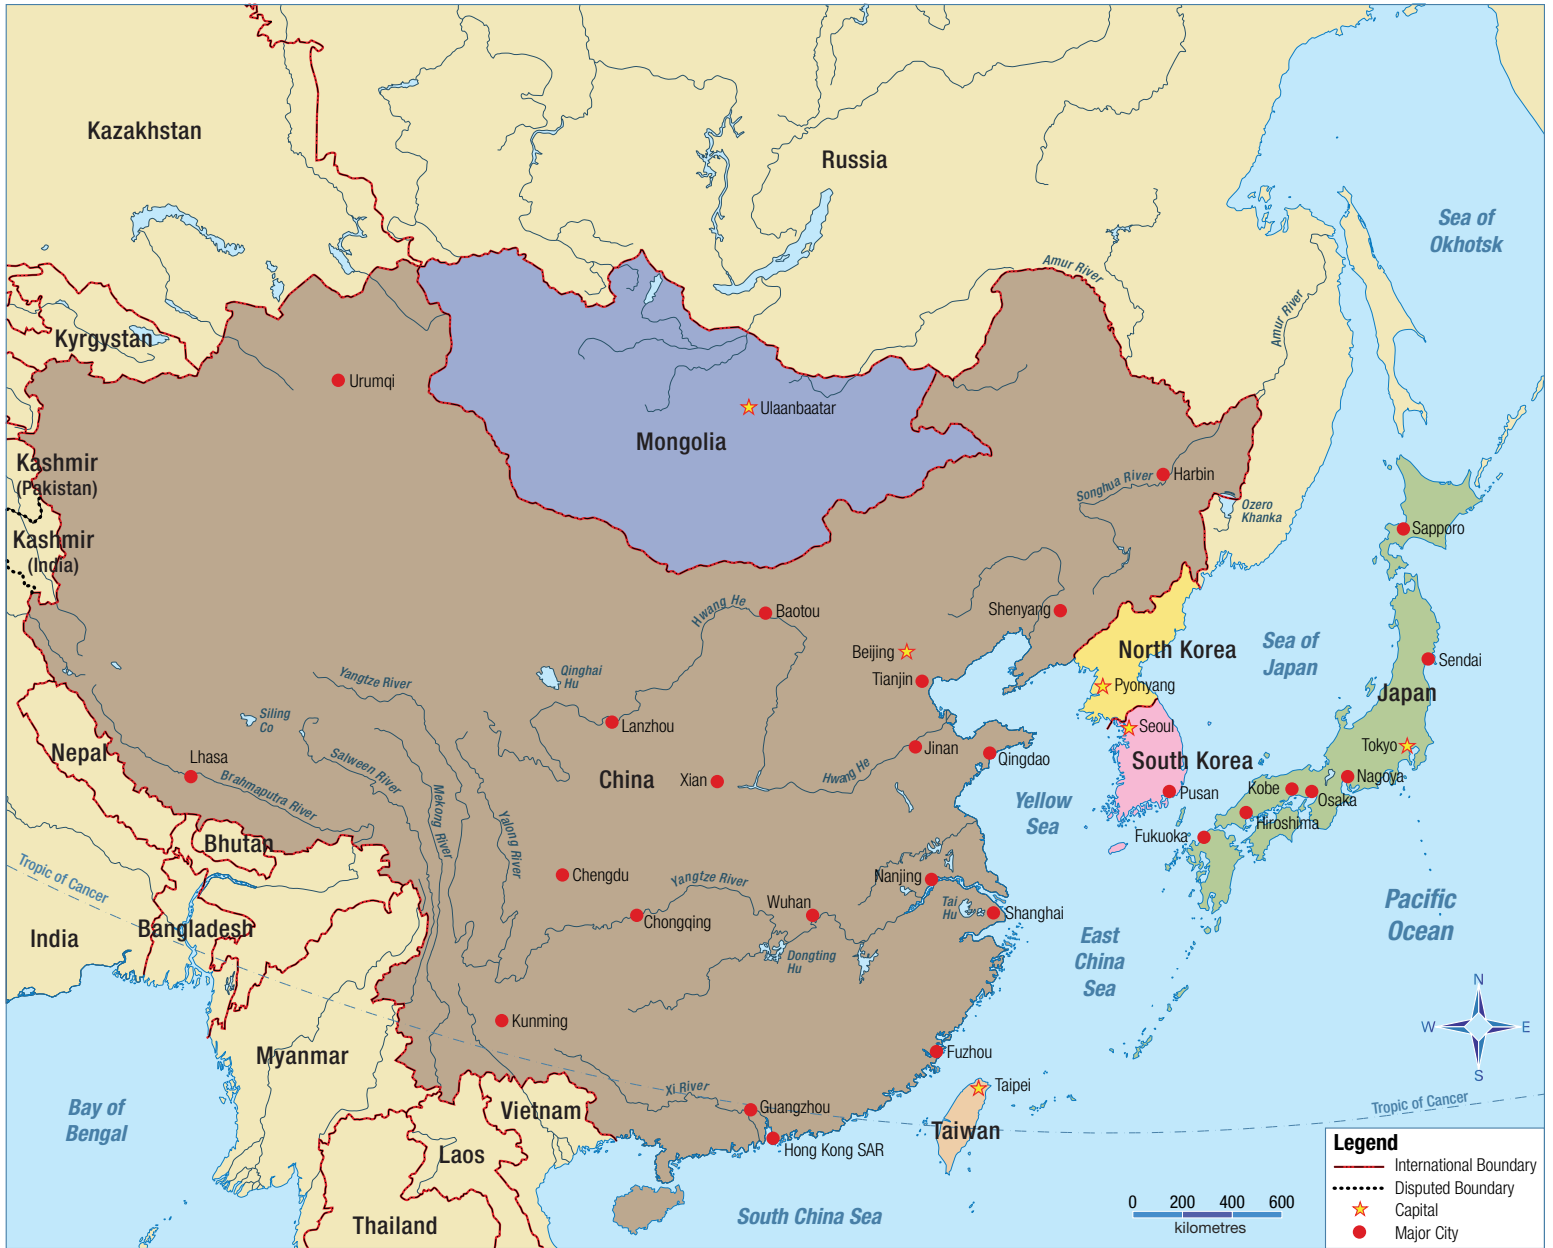 Kazakhstan
Russia
Sea of
Okhotsk
Amur River
Amur River
Kyrgystan
Urumqi
Ulaanbaatar
Mongolia
Kashmir
(Pakistan)
Songhua River
Harbin
Ozero
Khanka
Kashmir
(India)
Sapporo
Hwang He
Baotou
Shenyang
North Korea
Sea of
Japan
Beijing
Tianjin
Sendai
Qinghai
Hu
Yangtze River
Pyonyang
Japan
Siling
Co
Lanzhou
Seoul
Nepal
Lhasa
Salween River
Jinan
Qingdao
Tokyo
South Korea
Brahmaputra River
China
Xian
Hwang He
Nagoya
Kobe
Osaka
Pusan
Mekong River
Yalong River
Yellow
Sea
Hiroshima
Fukuoka
Bhutan
Tropic of Cancer
Chengdu
Yangtze River
Nanjing
Pacific
Ocean
Wuhan
Tai
Hu
Shanghai
Chongqing
India
Bangladesh
East
China
Sea
Dongting
Hu
N
W
E
S
Kunming
Myanmar
Fuzhou
Xi River
Taipei
Bay of
Bengal
Vietnam
Guangzhou
Tropic of Cancer
Taiwan
Laos
Hong Kong SAR
Thailand
South China Sea
0 200 400 600
kilometres
Legend
International Boundary
Disputed Boundary
Capital
Major City